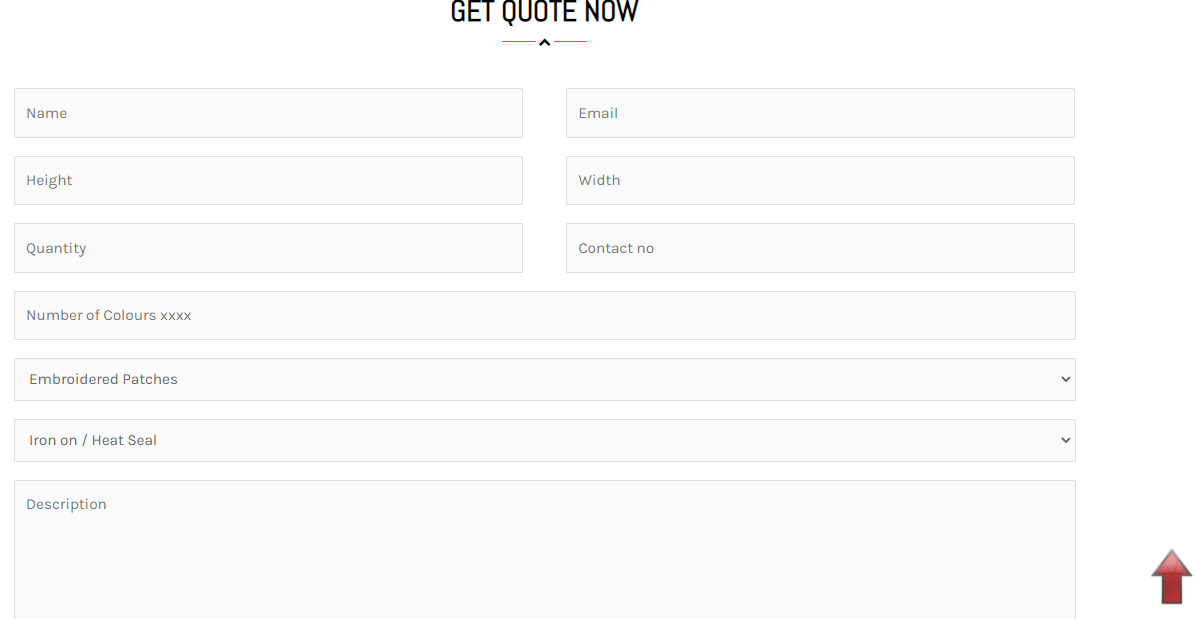 GET QUOTE NOW
Name
Email
Height
Width
Quantity
Contact no
Number of Colours xxxx
Embroidered Patches
Iron on / Heat Seal
Description